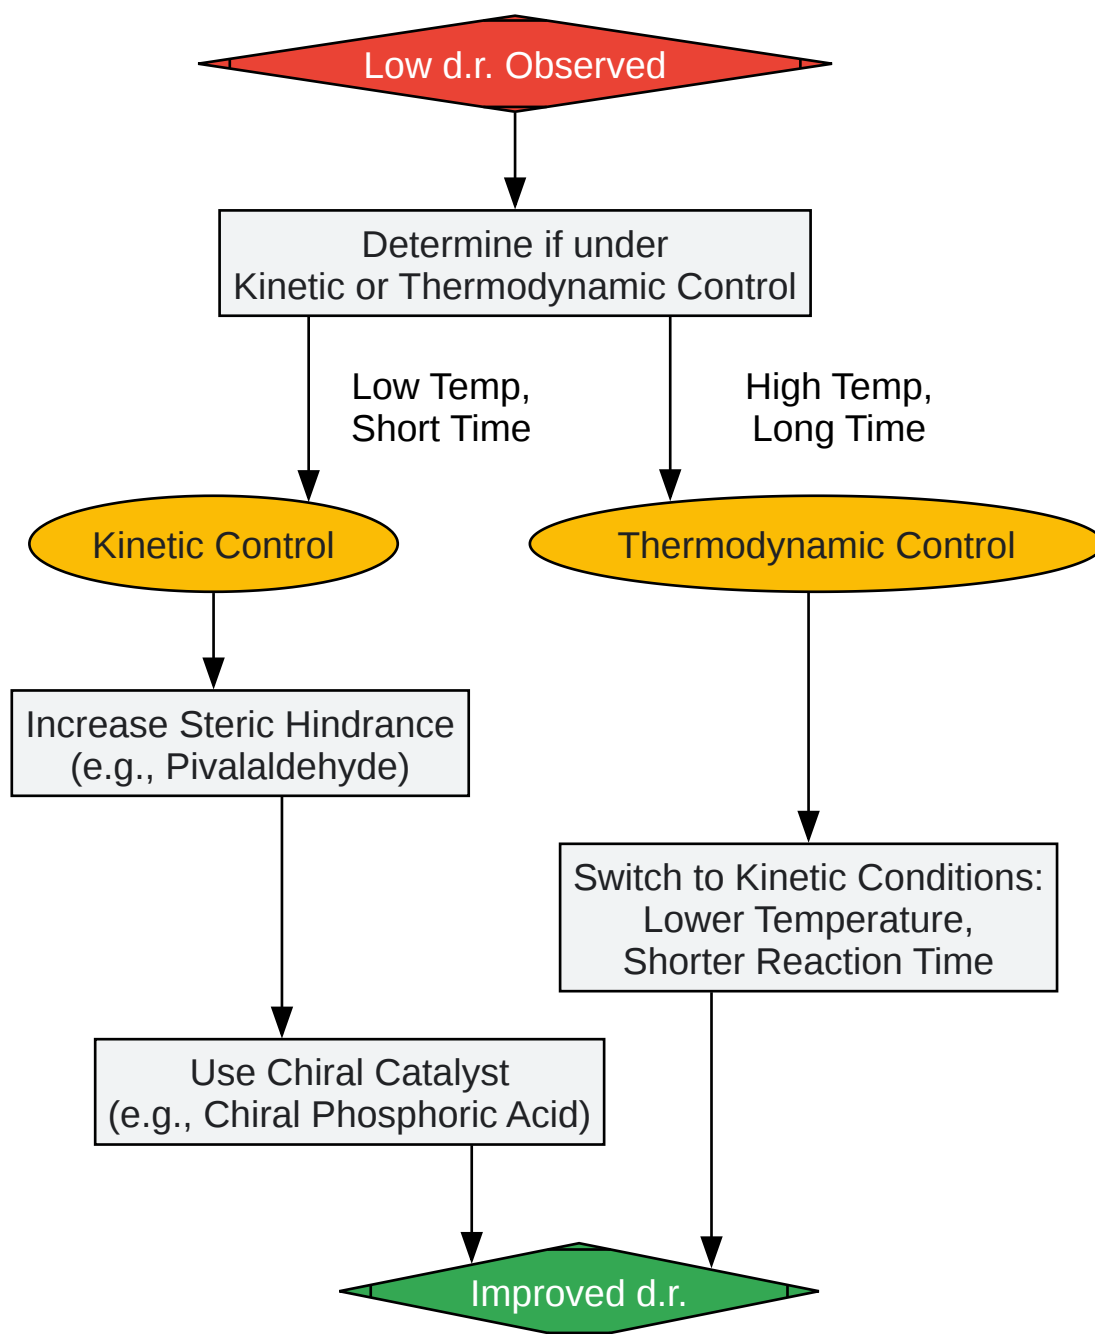 Low d.r. Observed
Determine if under
Kinetic or Thermodynamic Control
Low Temp,
Short Time
High Temp,
Long Time
Kinetic Control
Thermodynamic Control
Increase Steric Hindrance
(e.g., Pivalaldehyde)
Switch to Kinetic Conditions:
Lower Temperature,
Shorter Reaction Time
Use Chiral Catalyst
(e.g., Chiral Phosphoric Acid)
Improved d.r.